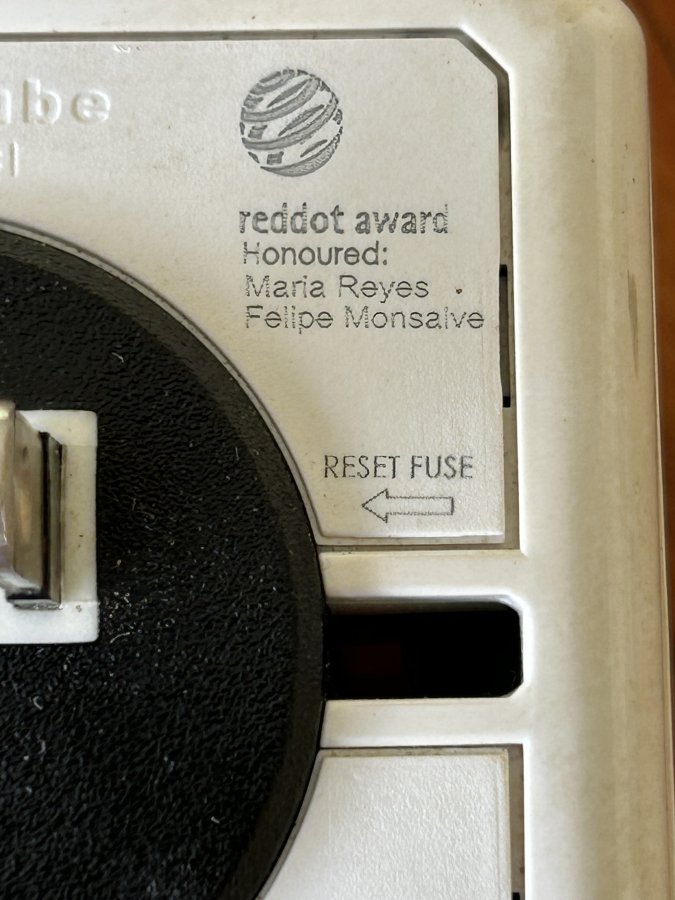 reddot award
Honoured:
Maria Reyes
Felipe Monsalve
RESET FUSE